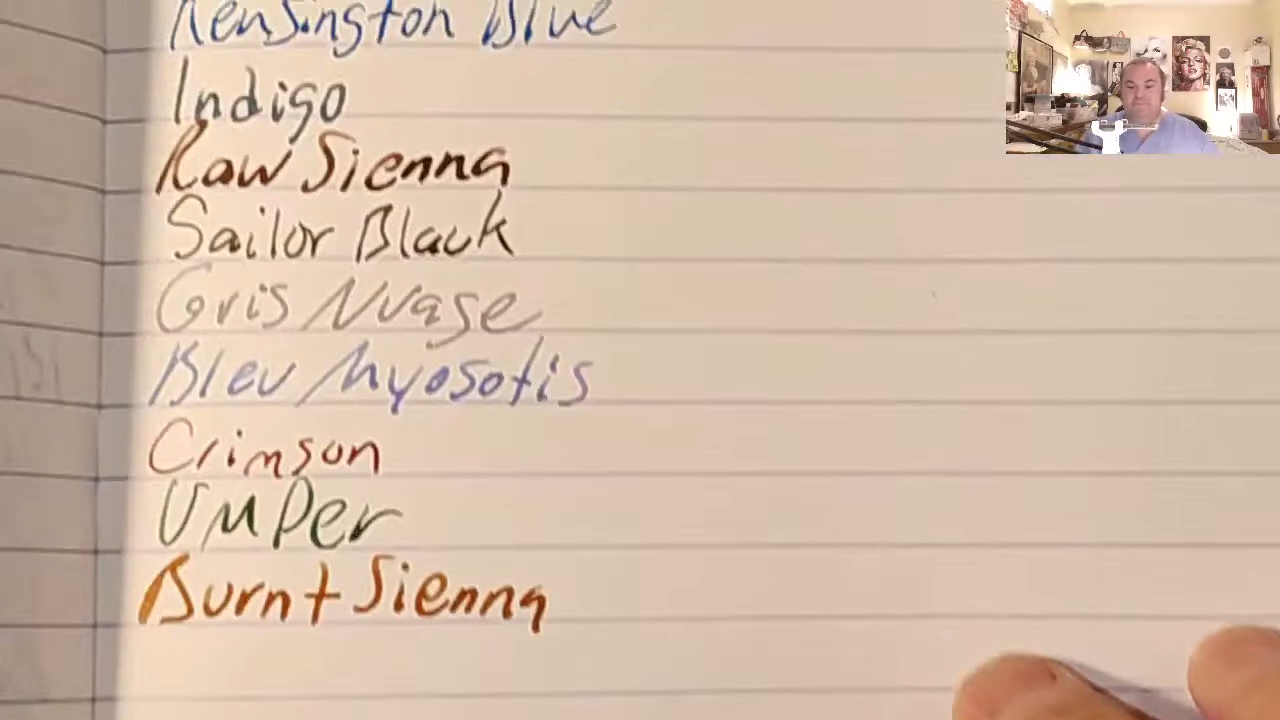 Kensington Blue
Indigo
Raw Sienna
Sailor Black
Gris Nuage
Bleu Myosotis
Crimson
Umber
Burnt Sienna